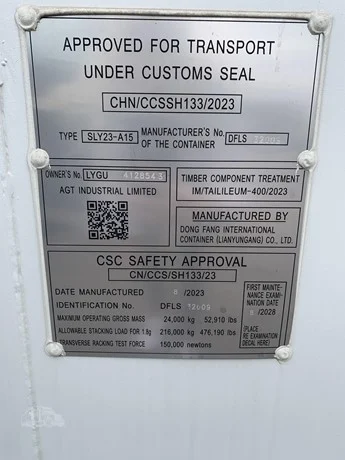 APPROVED FOR TRANSPORT
UNDER CUSTOMS SEAL
CHN/CCSSH133/2023
TYPE SLY23-A15 MANUFACTURER'S No. OF THE CONTAINER DFLS
OWNER'S No. LYGU 4128543
AGT INDUSTRIAL LIMITED
TIMBER COMPONENT TREATMENT
IM/TAILILEUM-400/2023
MANUFACTURED BY
DONG FANG INTERNATIONAL
CONTAINER (LIANYUNGANG) CO., LTD.
CSC SAFETY APPROVAL
CN/CCS/SH133/23
DATE MANUFACTURED 8 /2023
IDENTIFICATION No. DFLS
MAXIMUM OPERATING GROSS MASS 24,000 kg 52,910 lbs
ALLOWABLE STACKING LOAD FOR 1.8g 216,000 kg 476,190 lbs
TRANSVERSE RACKING TEST FORCE 150,000 newtons
FIRST MAINTE-
NANCE EXAMI-
NATION DATE
/2028
(PLACE
RE EXAMINATION
DECAL HERE)